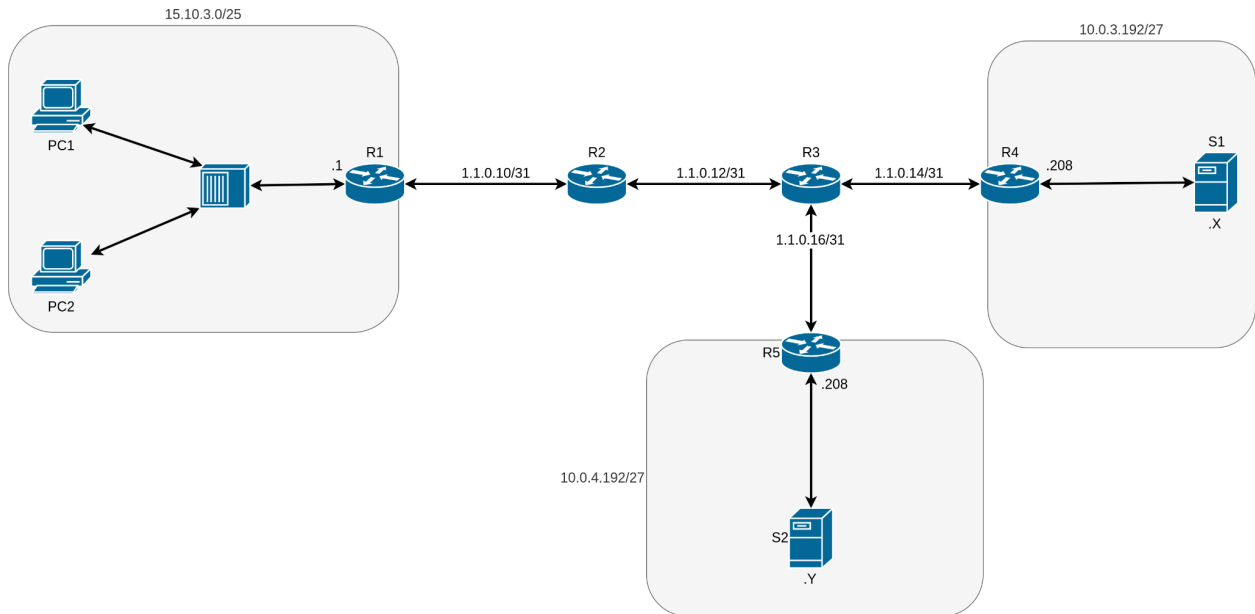 15.10.3.0/25
10.0.3.192/27
PC1
R1
.1
R2
R3
R4
.208
S1
1.1.0.10/31
1.1.0.12/31
1.1.0.14/31
.X
1.1.0.16/31
PC2
R5
.208
10.0.4.192/27
S2
.Y